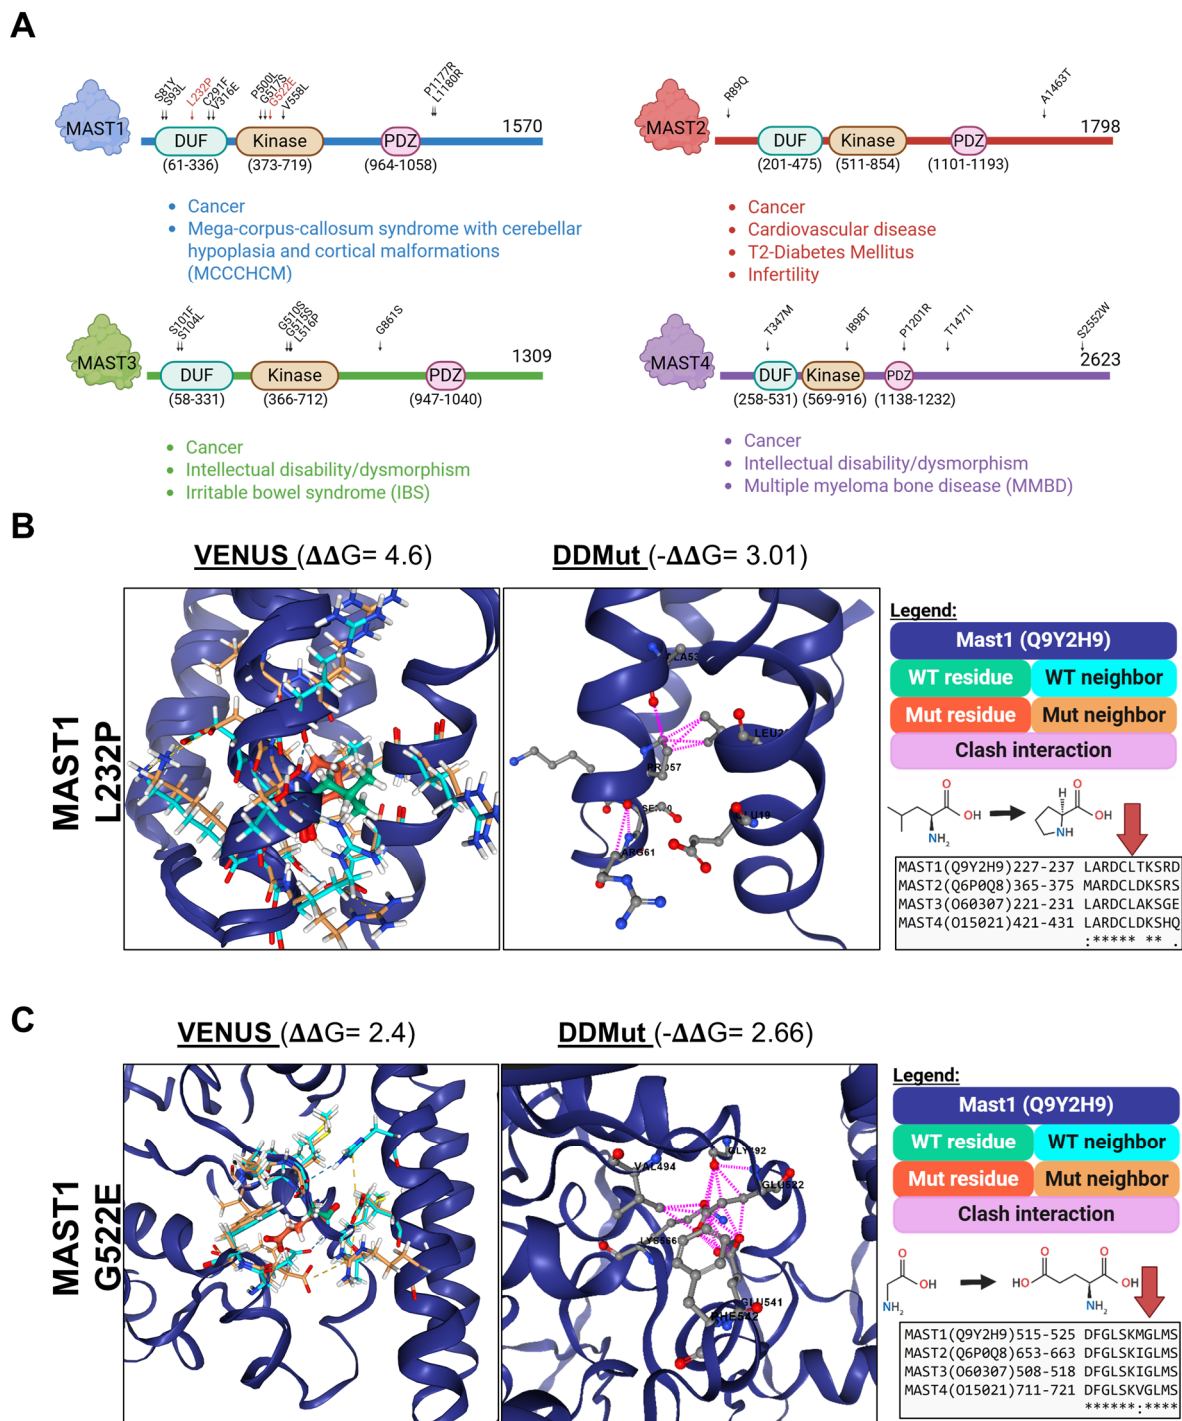 A
S81Y
S93L
L232P
C291F
V316E
P500L
G517S
G522E
V558L
P1177R
L1180R
MAST1
DUF
Kinase
PDZ
1570
(61-336)
(373-719)
(964-1058)
• Cancer
• Mega-corpus-callosum syndrome with cerebellar
hypoplasia and cortical malformations
(MCCCHCM)
R89Q
A1463T
MAST2
DUF
Kinase
PDZ
1798
(201-475)
(511-854)
(1101-1193)
• Cancer
• Cardiovascular disease
• T2-Diabetes Mellitus
• Infertility
S101F
S104L
G510S
G515S
L516P
G861S
MAST3
DUF
Kinase
PDZ
1309
(58-331)
(366-712)
(947-1040)
• Cancer
• Intellectual disability/dysmorphism
• Irritable bowel syndrome (IBS)
T347M
I898T
P1201R
T1471I
S2552W
MAST4
DUF
Kinase
PDZ
2623
(258-531)
(569-916)
(1138-1232)
• Cancer
• Intellectual disability/dysmorphism
• Multiple myeloma bone disease (MMBD)
B
VENUS (ΔΔG= 4.6)
DDMut (-ΔΔG= 3.01)
MAST1
L232P
ARG61
Legend:
Mast1 (Q9Y2H9)
WT residue
WT neighbor
Mut residue
Mut neighbor
Clash interaction
O
OH
NH₂
H
O
OH
NH
MAST1(Q9Y2H9)227-237 LARDCLTKSRD
MAST2(Q6P0Q8)365-375 MARDCLDKSRS
MAST3(O60307)221-231 LARDCLAKSGE
MAST4(O15021)421-431 LARDCLDKSHQ
:***** ** .
C
VENUS (ΔΔG= 2.4)
DDMut (-ΔΔG= 2.66)
MAST1
G522E
VAL494
GLY492
GLU522
LYS566
GLU541
PHE542
Legend:
Mast1 (Q9Y2H9)
WT residue
WT neighbor
Mut residue
Mut neighbor
Clash interaction
O
OH
NH₂
O
HO
O
OH
NH₂
MAST1(Q9Y2H9)515-525 DFGLSKMGLMS
MAST2(Q6P0Q8)653-663 DFGLSKIGLMS
MAST3(O60307)508-518 DFGLSKIGLMS
MAST4(O15021)711-721 DFGLSKVGLMS
******:****